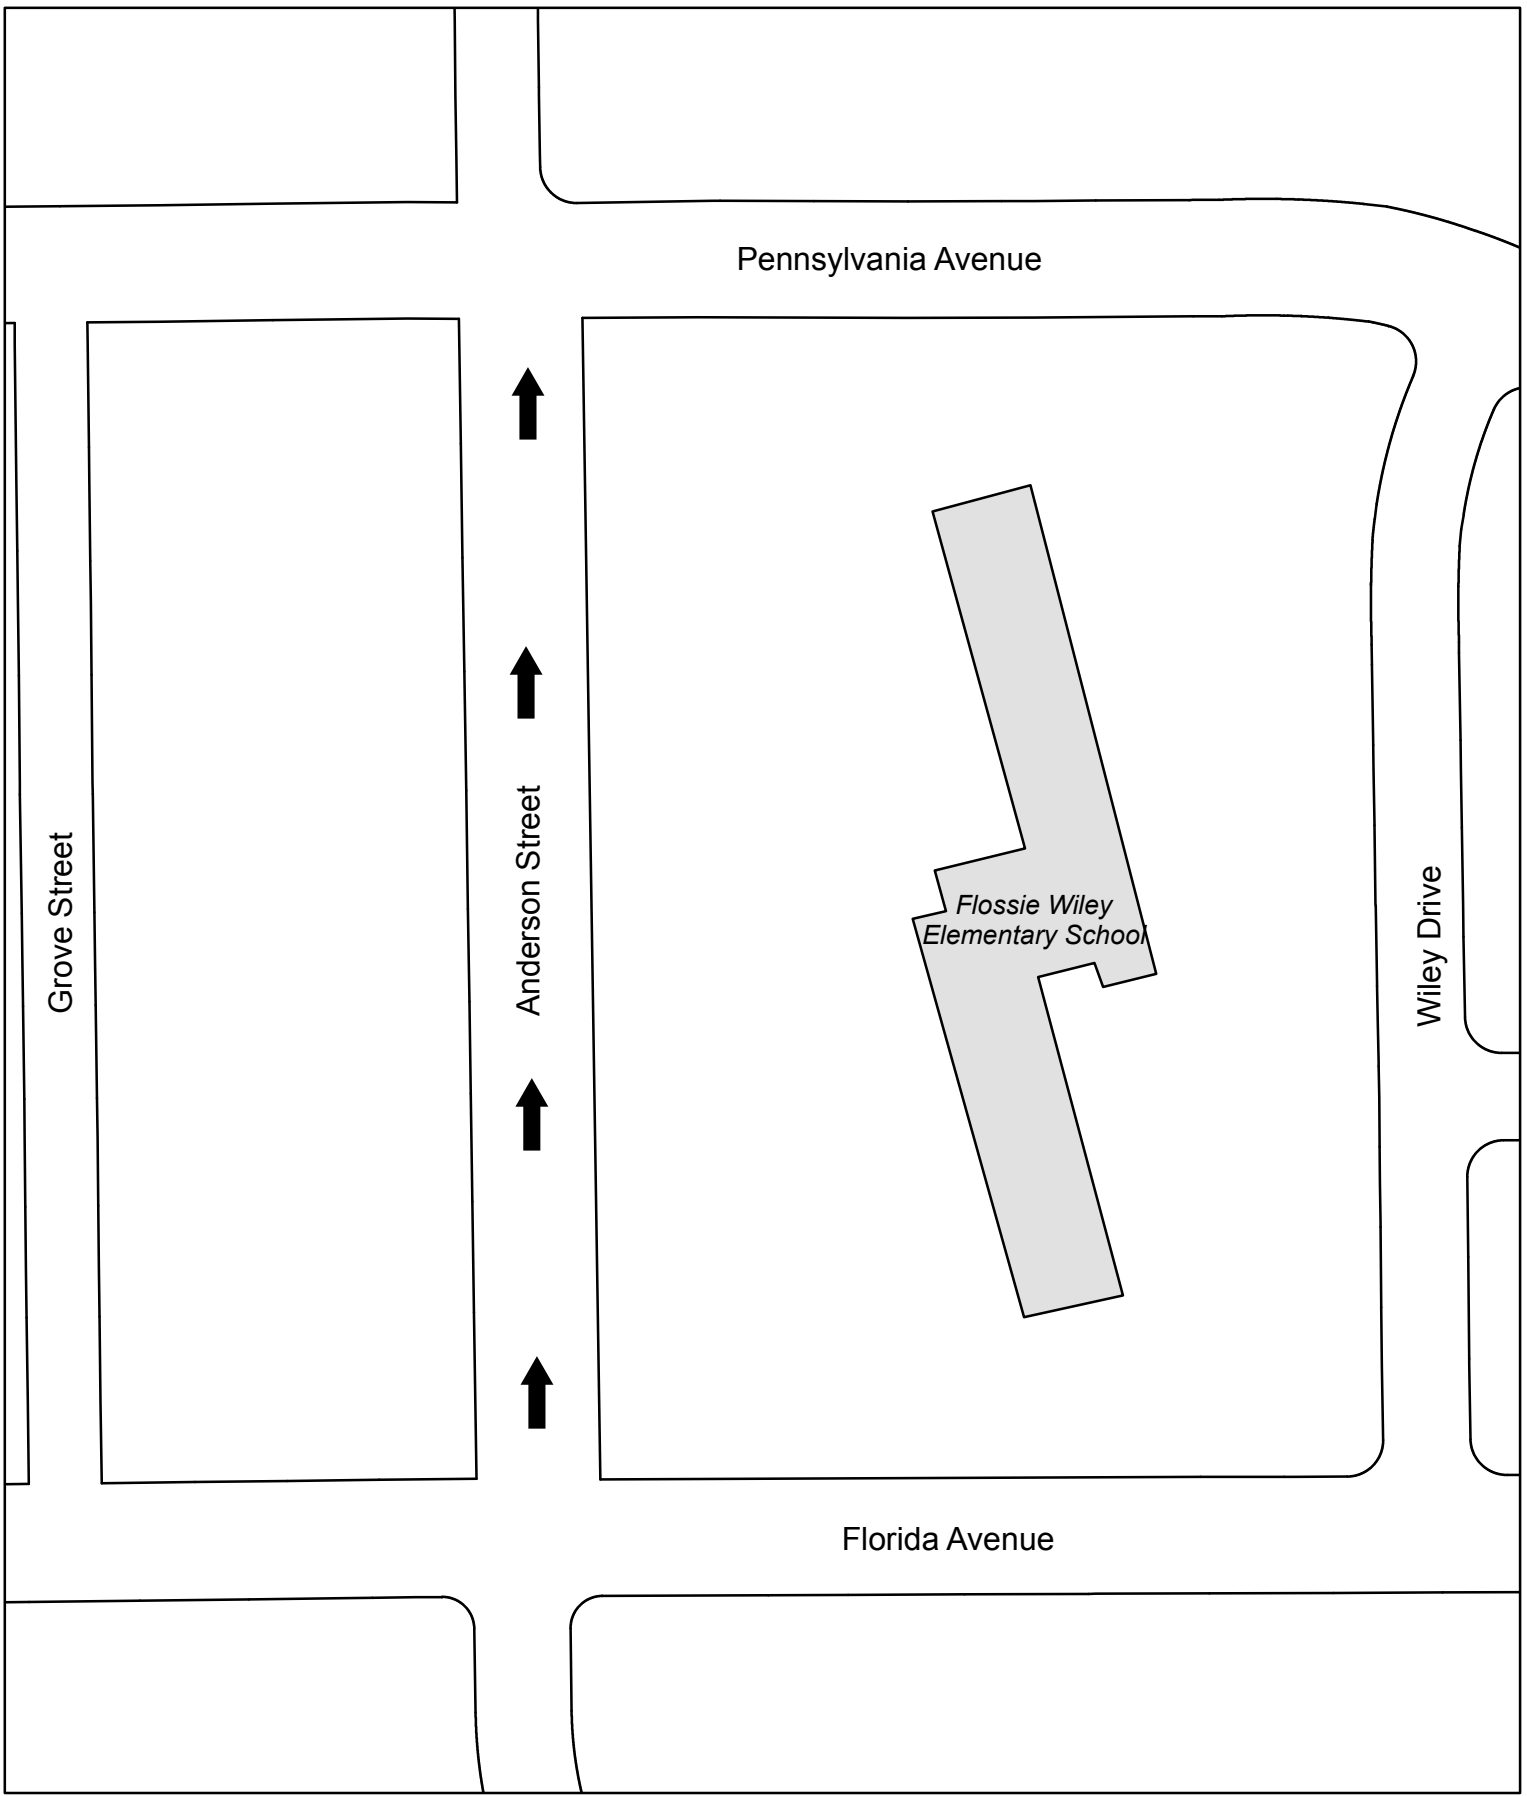 Pennsylvania Avenue
Grove Street
Anderson Street
Flossie Wiley
Elementary School
Wiley Drive
Florida Avenue